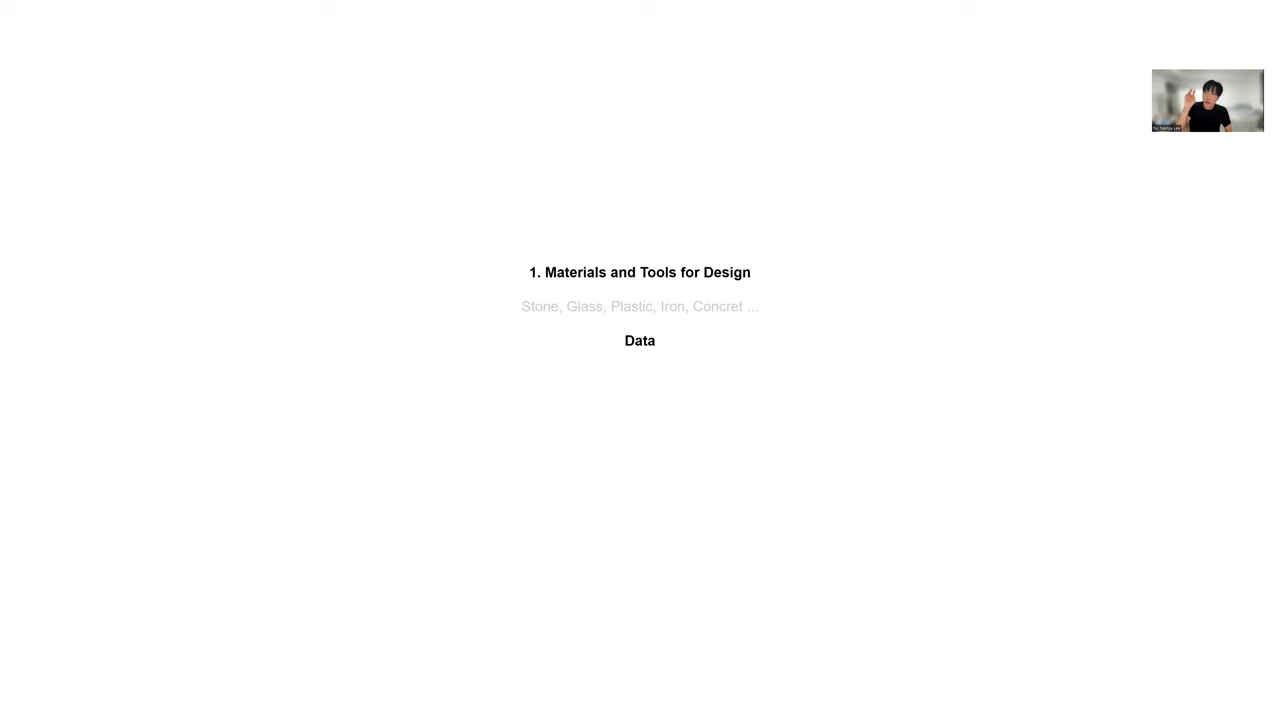 1. Materials and Tools for Design
Stone, Glass, Plastic, Iron, Concret ...
Data